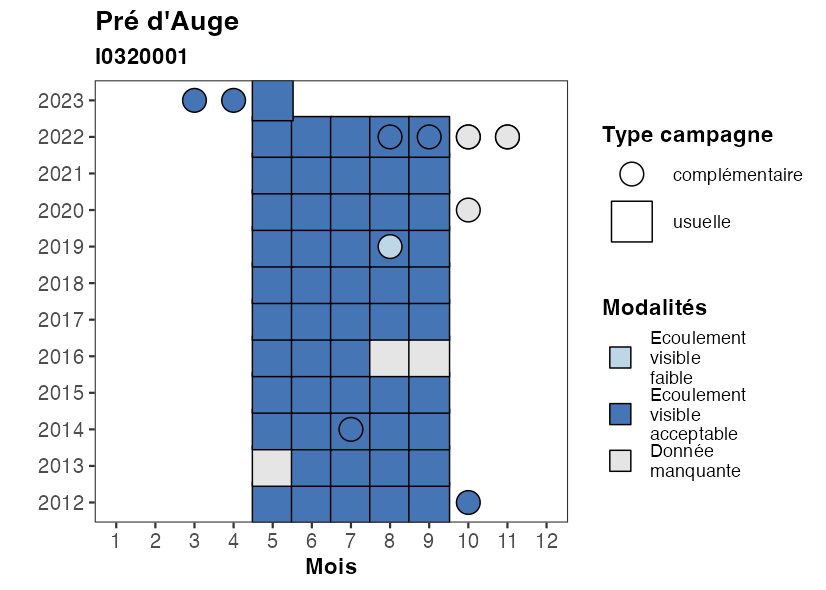 Pré d'Auge
I0320001
2023
2022
2021
2020
2019
2018
2017
2016
2015
2014
2013
2012
1 2 3 4 5 6 7 8 9 10 11 12
Mois
Type campagne
complémentaire
usuelle
Modalités
Ecoulement
visible
faible
Ecoulement
visible
acceptable
Donnée
manquante